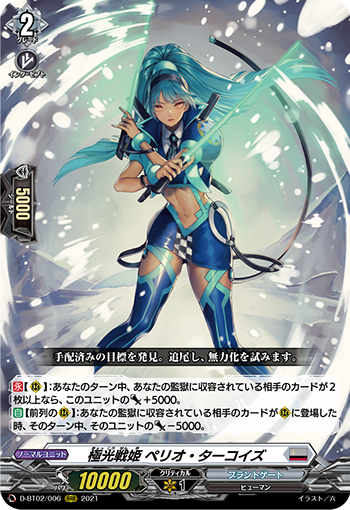 2
グレード
インターセプト
5000
シールド
手配済みの目標を発見。追尾し、無力化を試みます。
永【】:あなたのターン中、あなたの監獄に収容されている相手のカードが2
枚以上なら、このユニットの+5000。
自【前列の】:あなたの監獄に収容されている相手のカードがに登場した
時、そのターン中、そのユニットの-5000。
ノーマルユニット
極光戦姫 ペリオ・ターコイズ
パワー
10000
クリティカル
1
ブラントゲート
ヒューマン
D-BT02/006 RRR 2021
イラスト/六